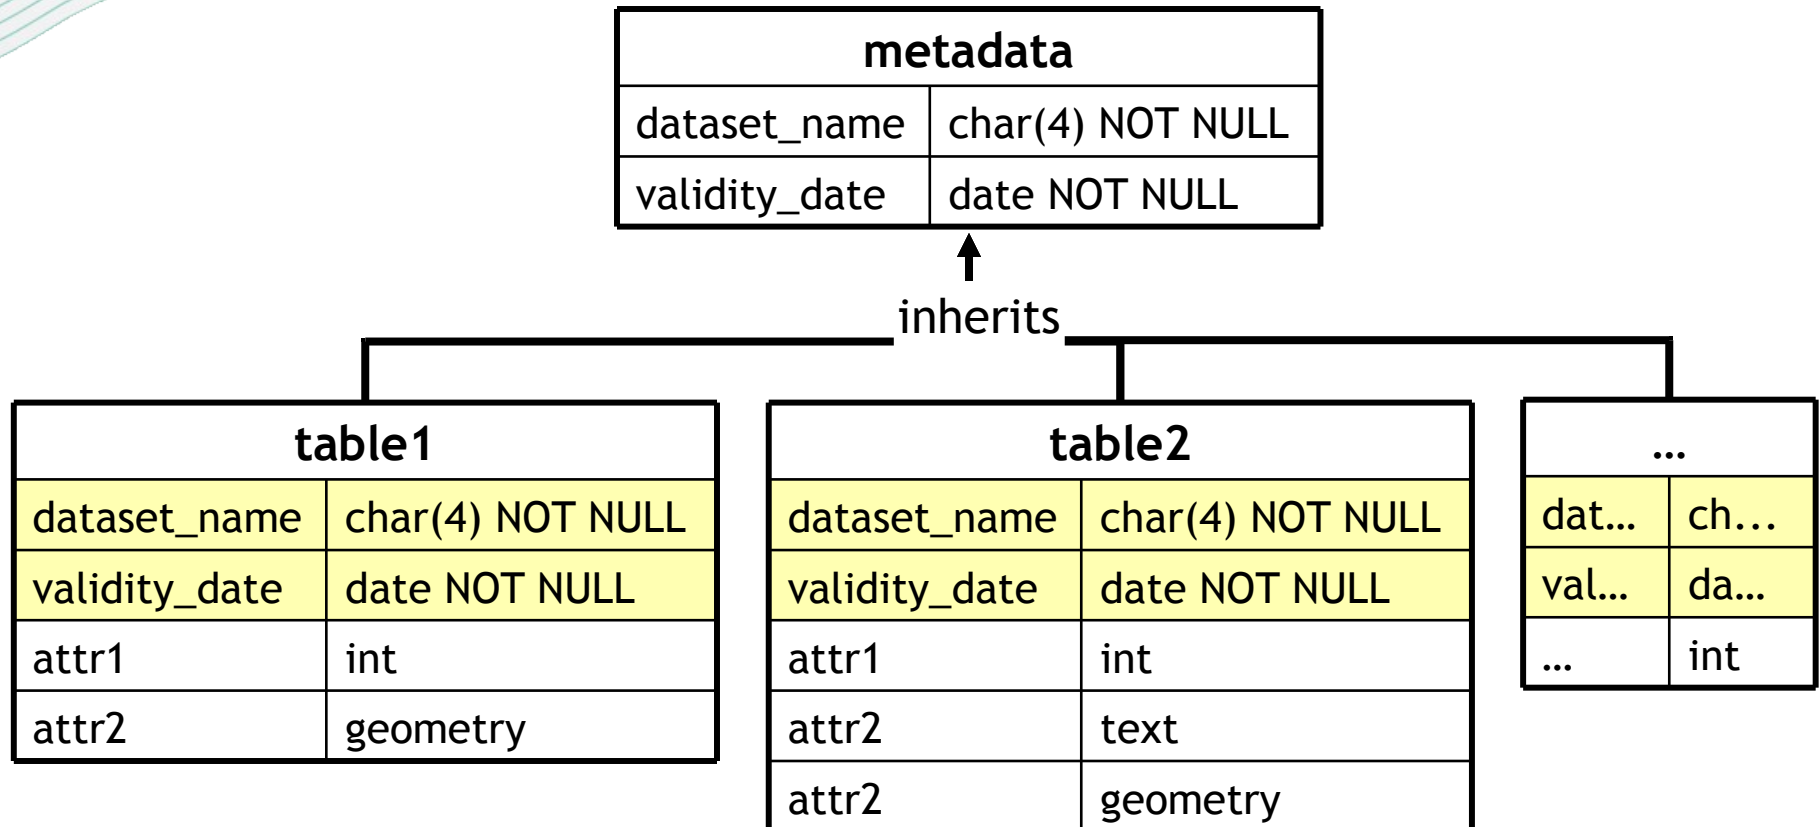 metadata
dataset_name char(4) NOT NULL
validity_date date NOT NULL
inherits
table1
dataset_name char(4) NOT NULL
validity_date date NOT NULL
attr1 int
attr2 geometry
table2
dataset_name char(4) NOT NULL
validity_date date NOT NULL
attr1 int
attr2 text
attr2 geometry
…
dat… ch...
val… da…
… int